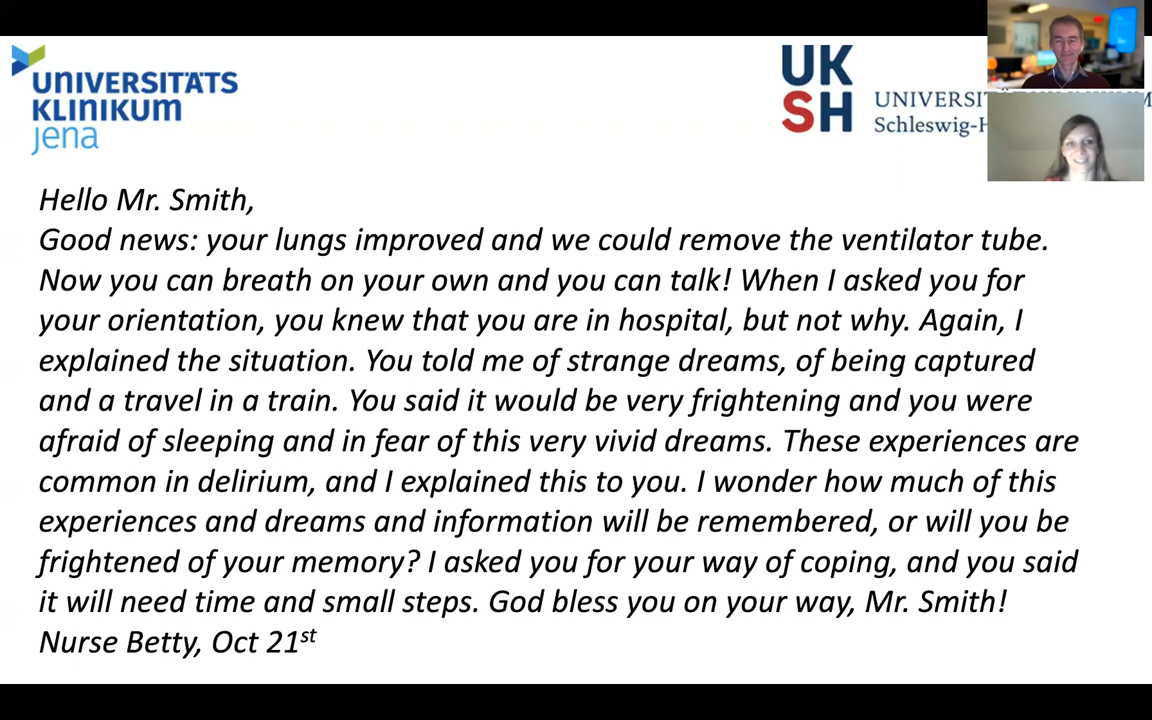 UNIVERSITÄTS
KLINIKUM
jena
UK
SH
Schleswig-H
Hello Mr. Smith,
Good news: your lungs improved and we could remove the ventilator tube.
Now you can breath on your own and you can talk! When I asked you for
your orientation, you knew that you are in hospital, but not why. Again, I
explained the situation. You told me of strange dreams, of being captured
and a travel in a train. You said it would be very frightening and you were
afraid of sleeping and in fear of this very vivid dreams. These experiences are
common in delirium, and I explained this to you. I wonder how much of this
experiences and dreams and information will be remembered, or will you be
frightened of your memory? I asked you for your way of coping, and you said
it will need time and small steps. God bless you on your way, Mr. Smith!
Nurse Betty, Oct 21st